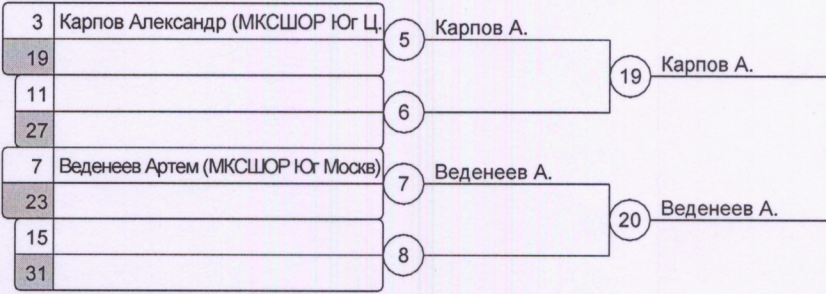 3 Карпов Александр (МКСШОР Юг Ц.
19
5 Карпов А.
11
27
6
19 Карпов А.
7 Веденеев Артем (МКСШОР Юг Москв)
23
7 Веденеев А.
15
31
8
20 Веденеев А.